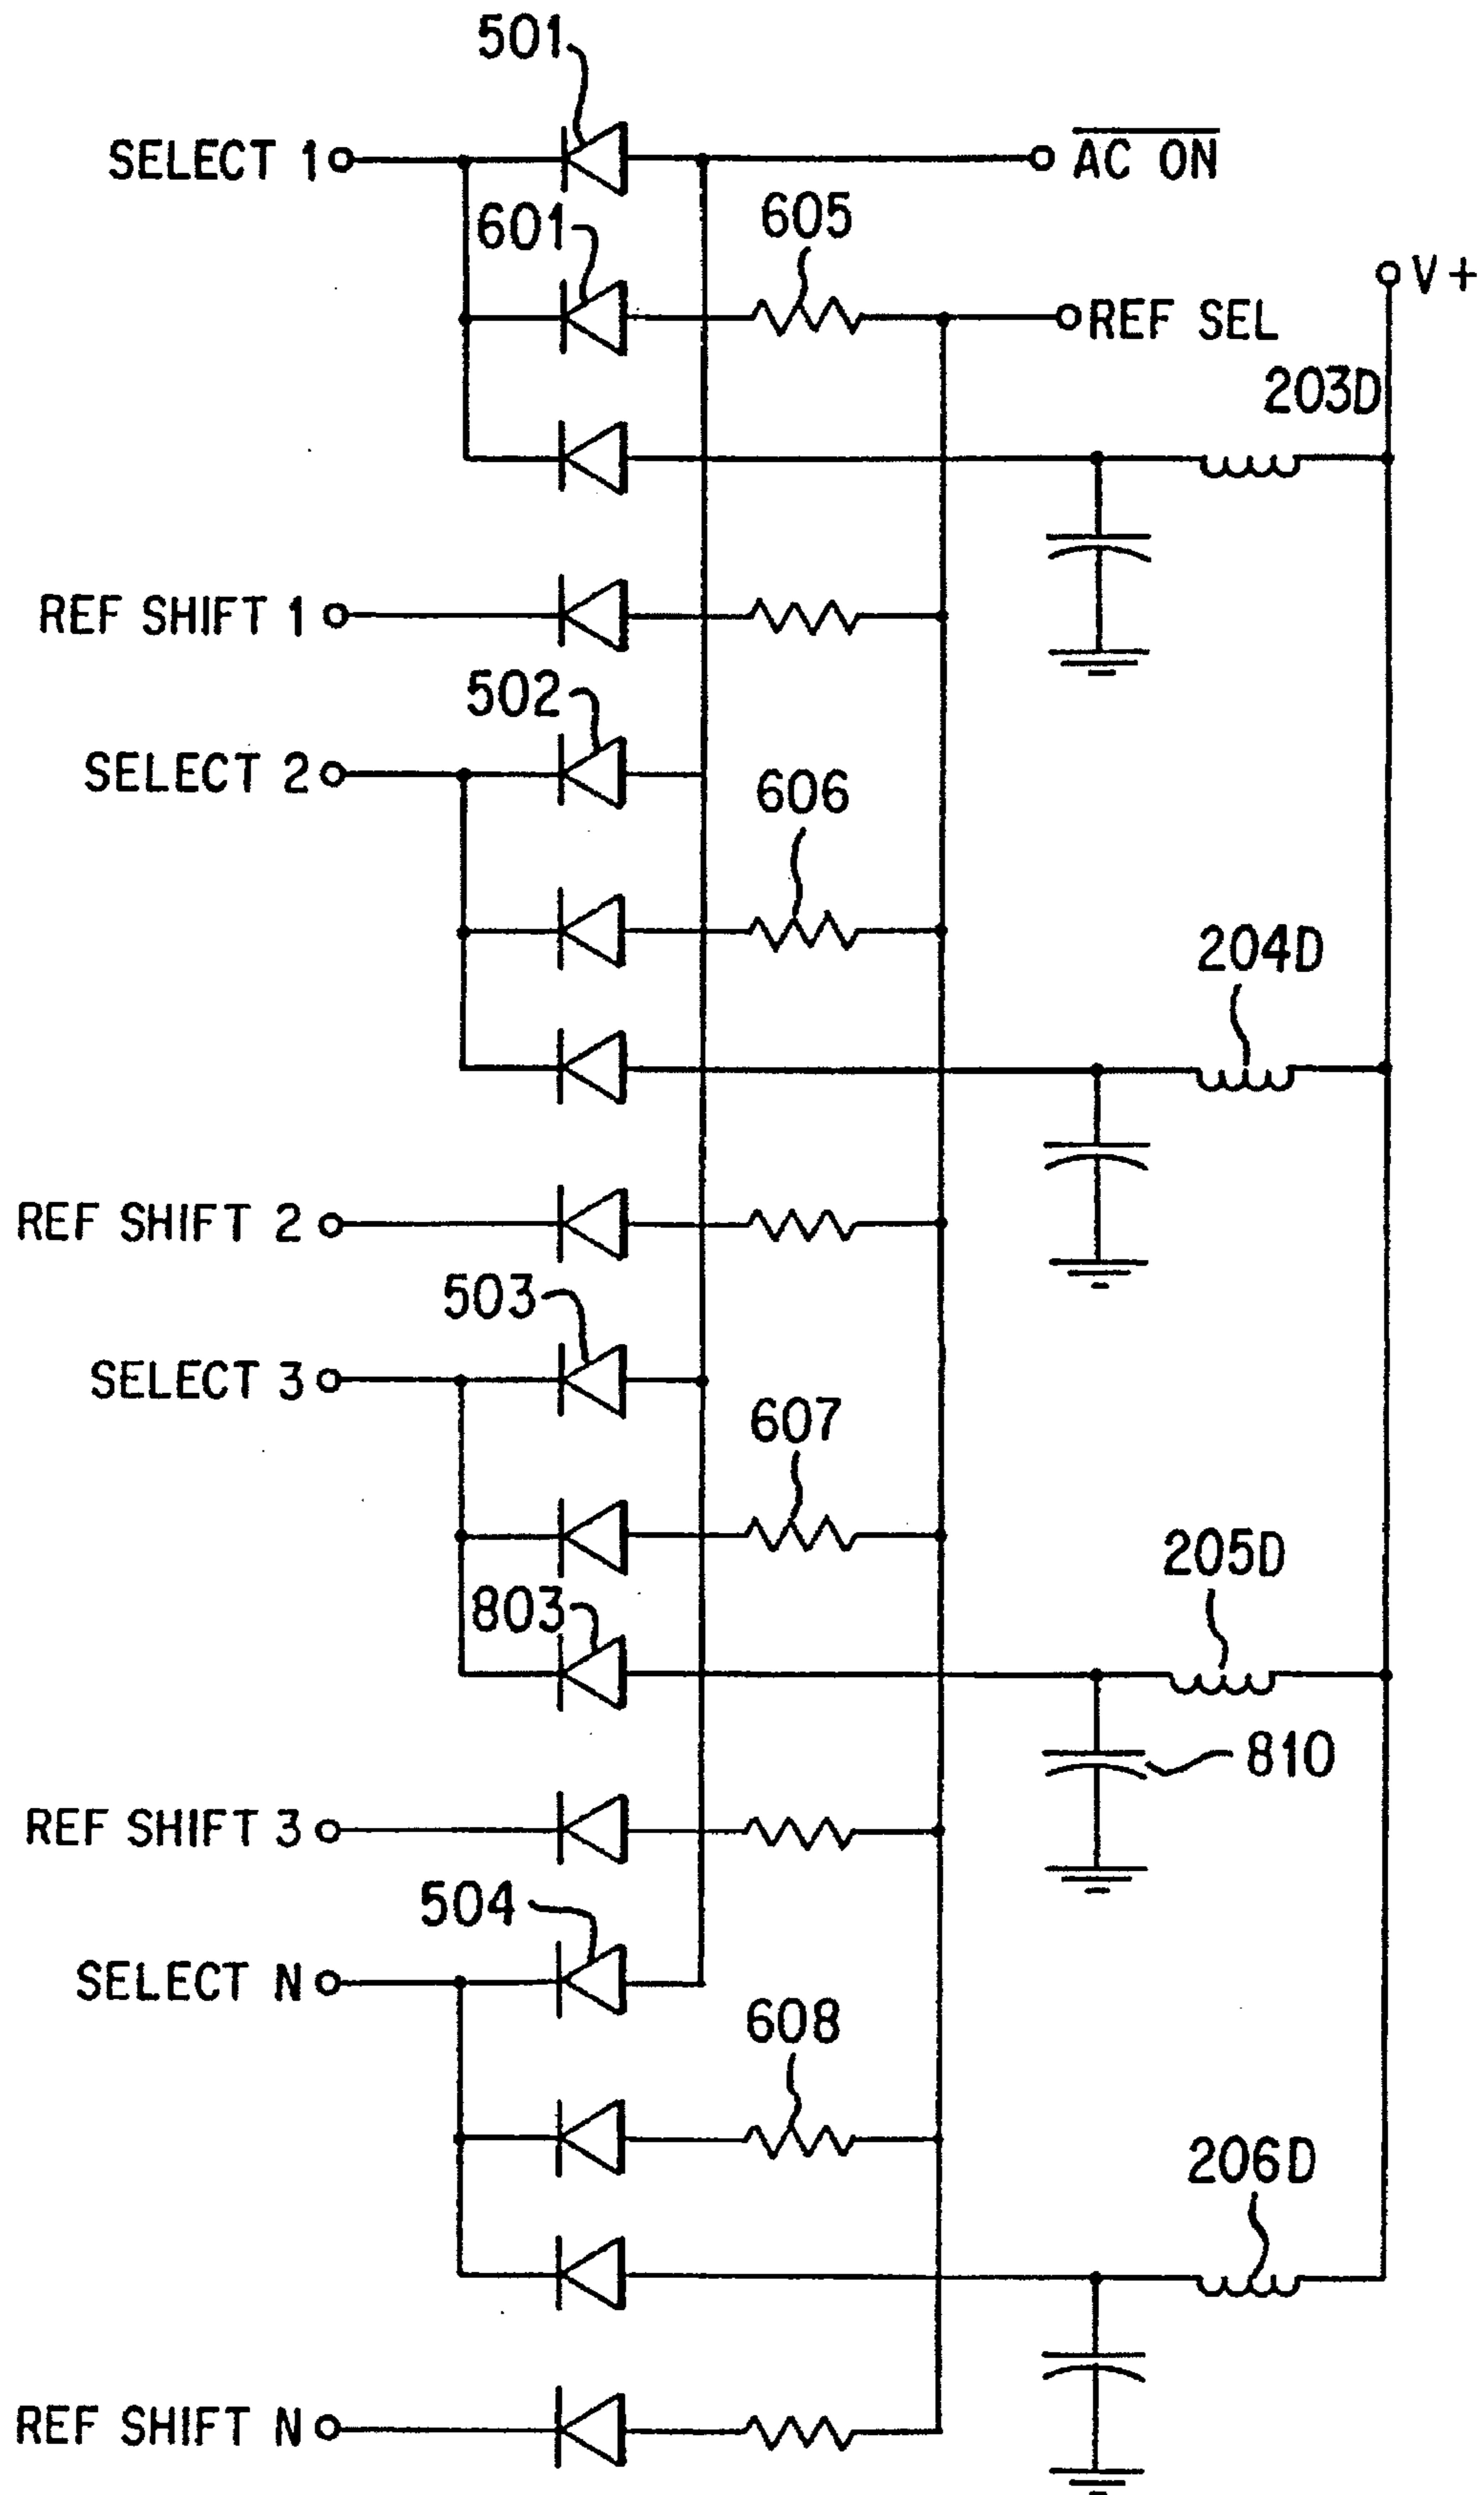 501
SELECT 1
AC ON
601
605
V+
REF SEL
203D
REF SHIFT 1
502
SELECT 2
606
204D
REF SHIFT 2
503
SELECT 3
607
205D
803
810
REF SHIFT 3
504
SELECT N
608
206D
REF SHIFT N